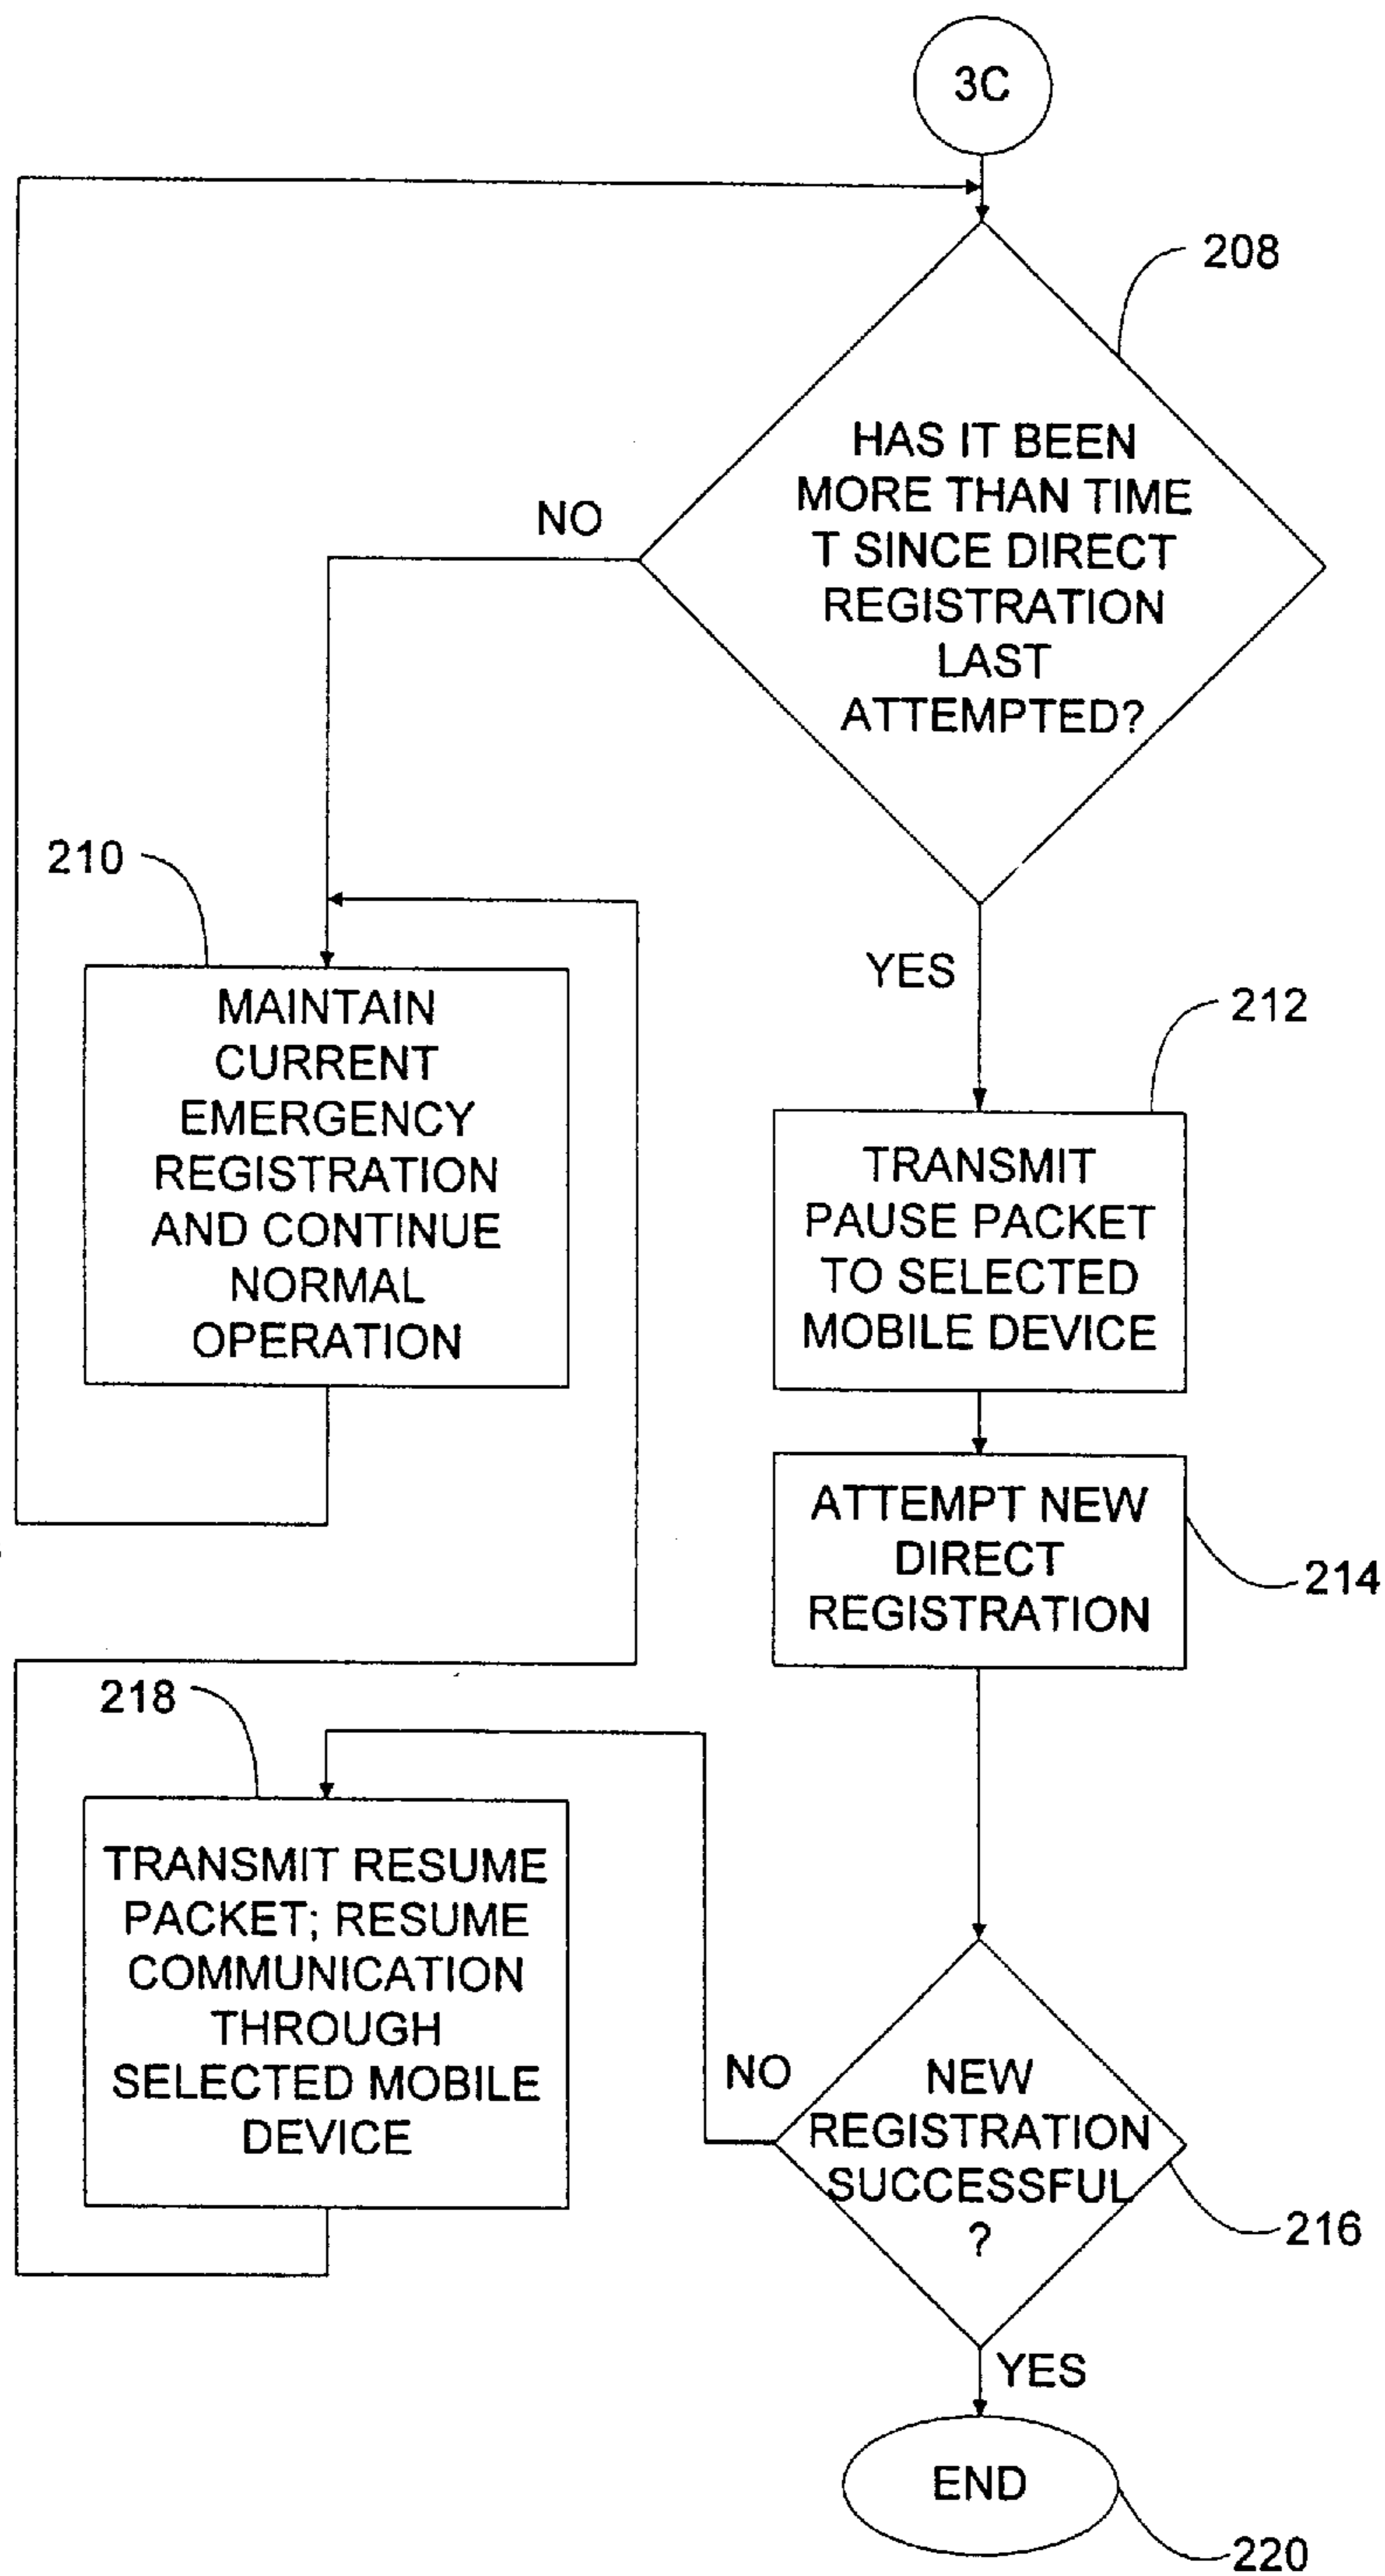 3C
208
HAS IT BEEN
MORE THAN TIME
T SINCE DIRECT
REGISTRATION
LAST
ATTEMPTED?
NO
210
MAINTAIN
CURRENT
EMERGENCY
REGISTRATION
AND CONTINUE
NORMAL
OPERATION
YES
212
TRANSMIT
PAUSE PACKET
TO SELECTED
MOBILE DEVICE
ATTEMPT NEW
DIRECT
REGISTRATION
214
218
TRANSMIT RESUME
PACKET; RESUME
COMMUNICATION
THROUGH
SELECTED MOBILE
DEVICE
NO
NEW
REGISTRATION
SUCCESSFUL
?
216
YES
END
220